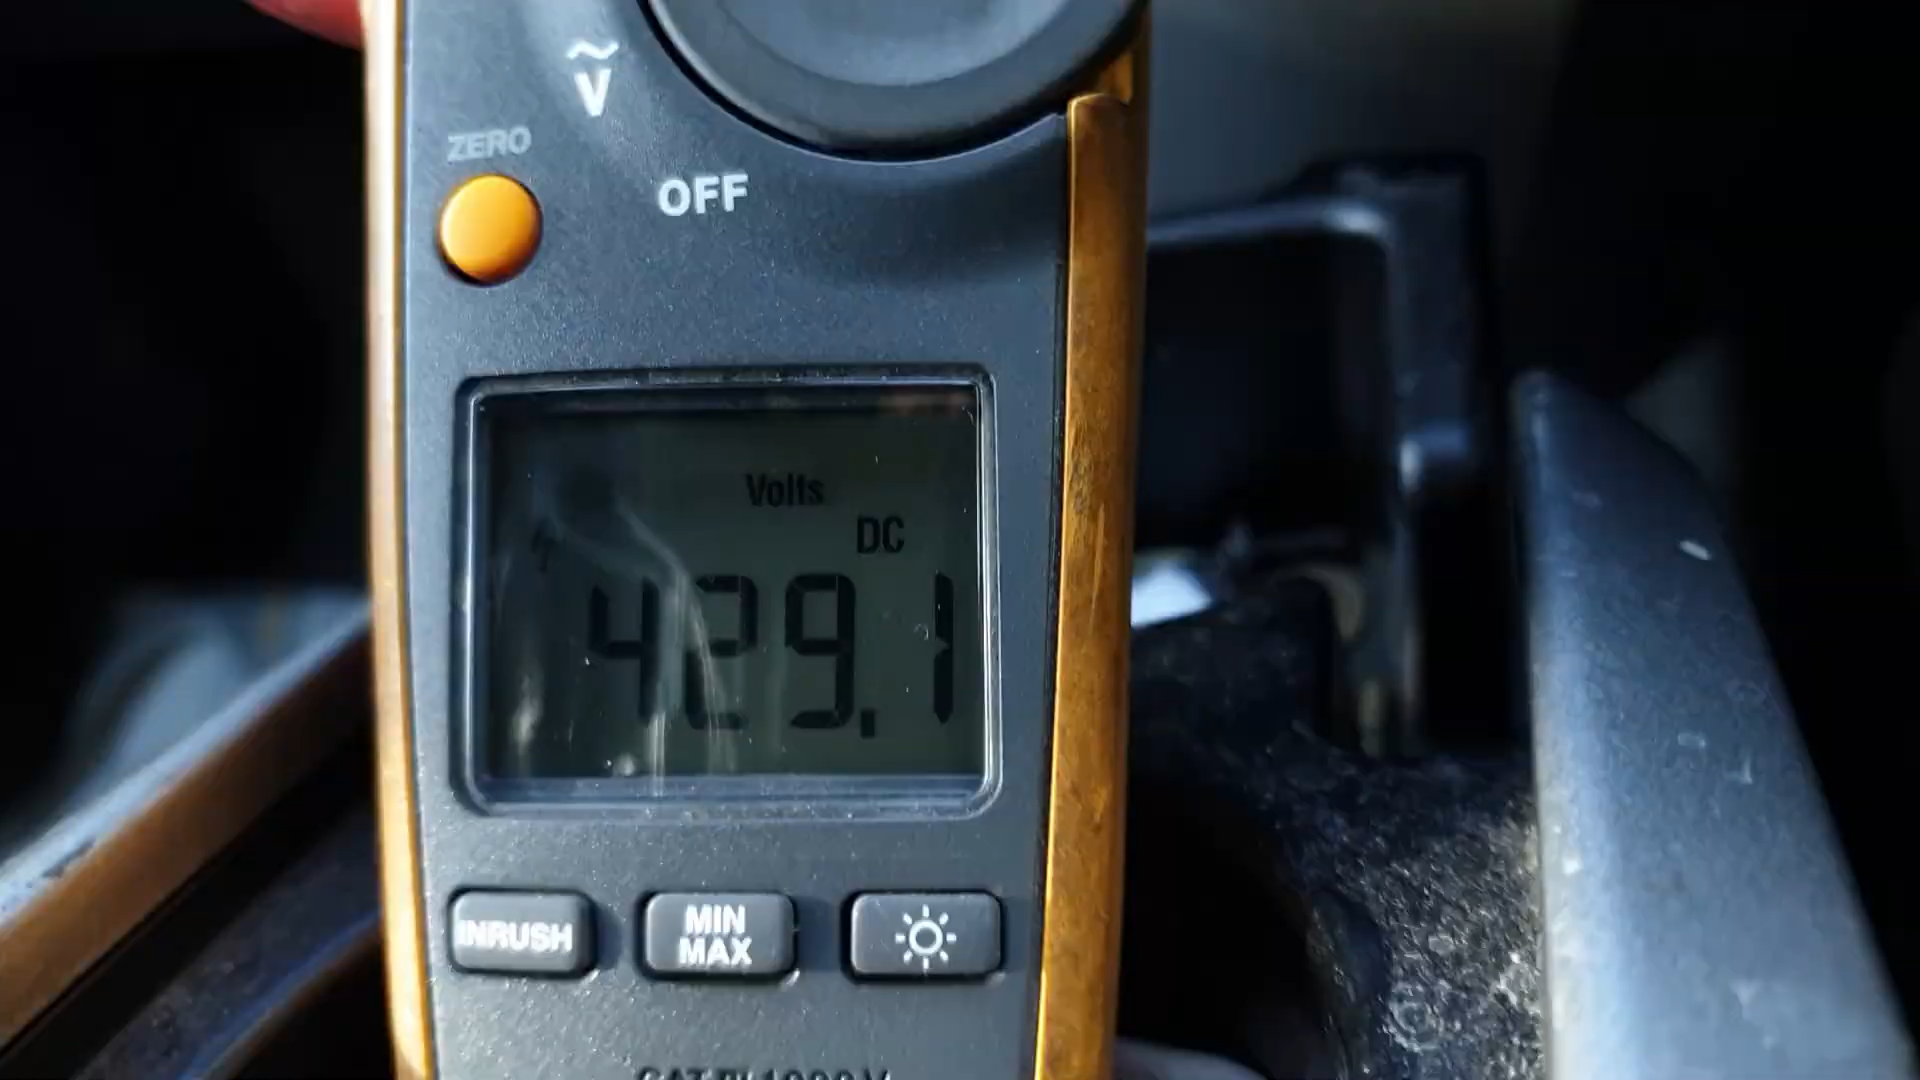 V
ZERO
OFF
Volts
DC
429.1
INRUSH
MIN
MAX